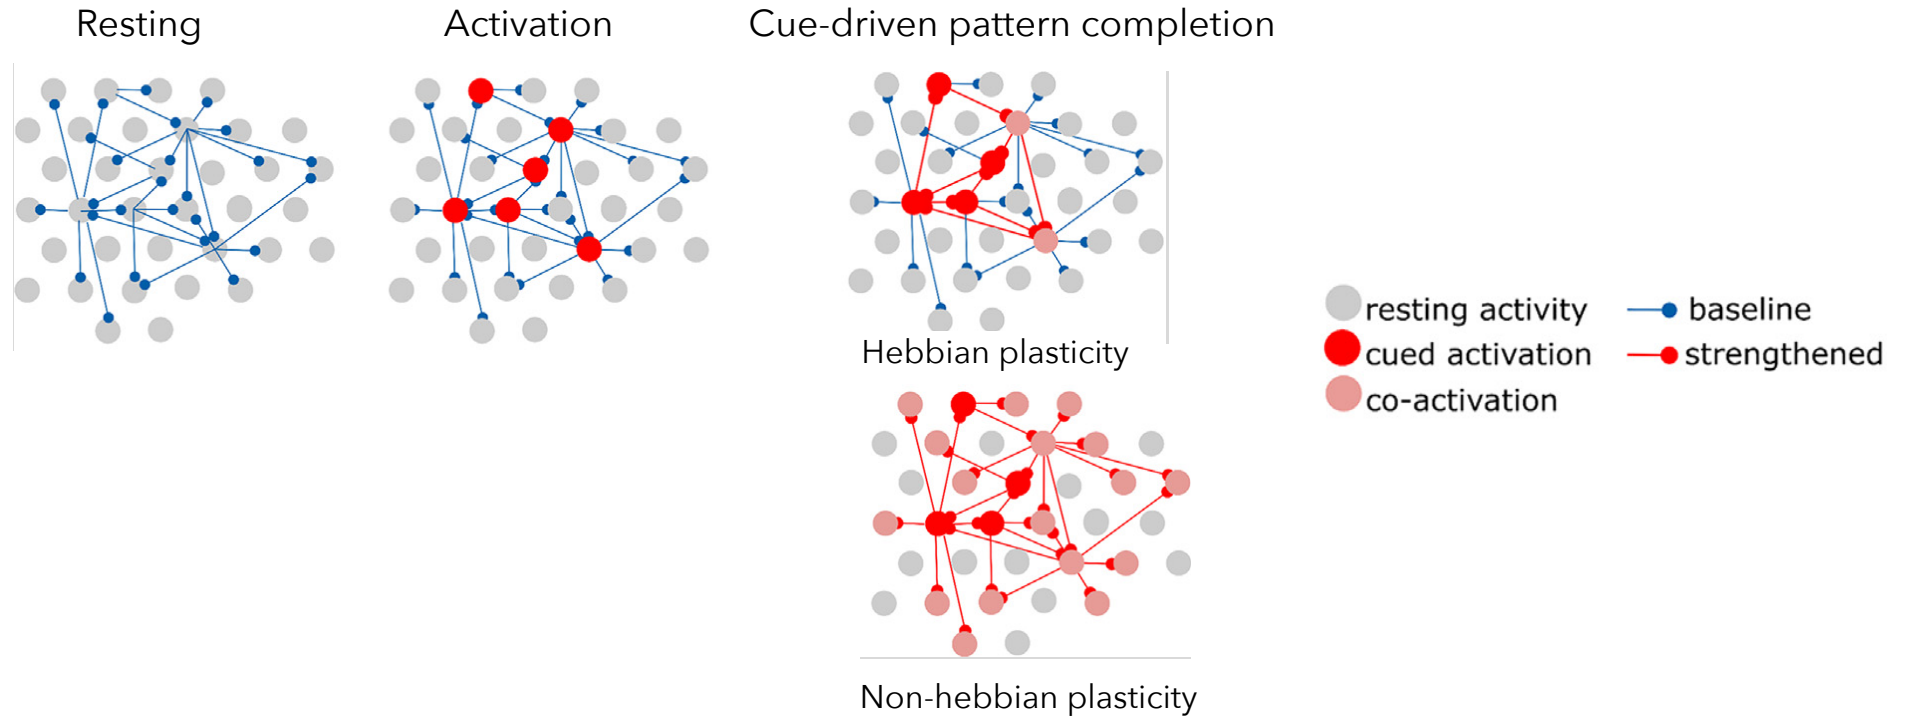 Resting
Activation
Cue-driven pattern completion
Hebbian plasticity
resting activity
baseline
cued activation
strengthened
co-activation
Non-hebbian plasticity